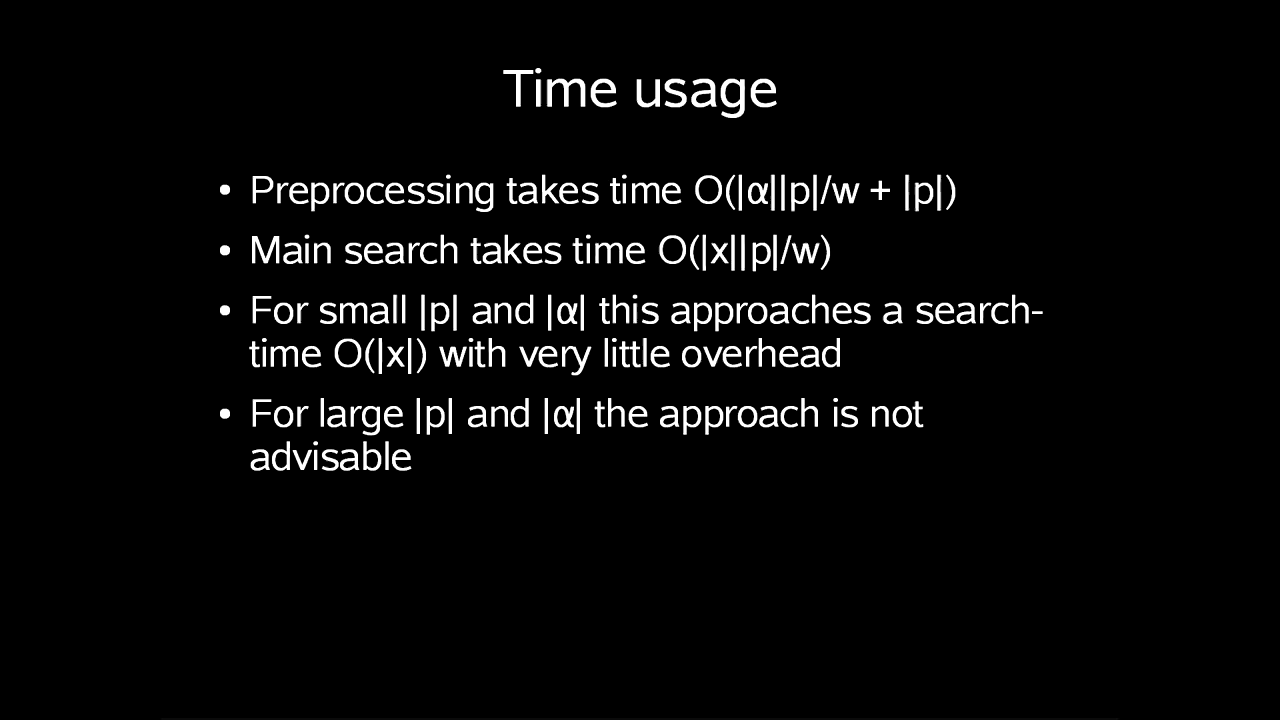 Time usage
• Preprocessing takes time O(|α||p|/w + |p|)
• Main search takes time O(|x||p|/w)
• For small |p| and |α| this approaches a search-
time O(|x|) with very little overhead
• For large |p| and |α| the approach is not
advisable